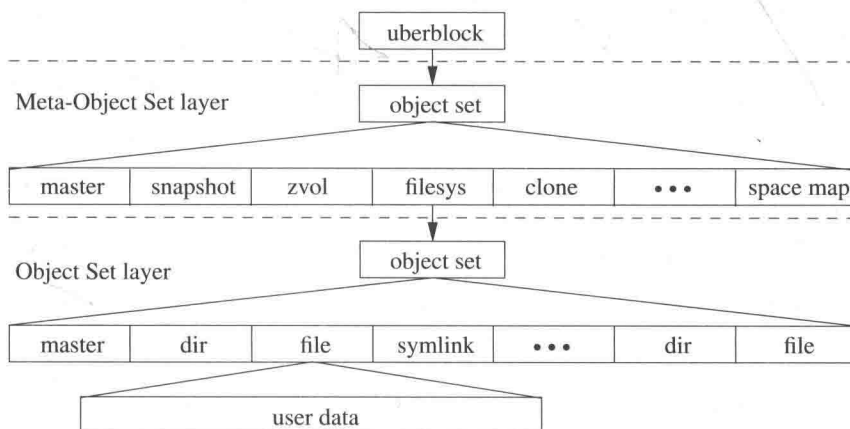 uberblock
Meta-Object Set layer
object set
master snapshot zvol filesys clone ••• space map
object set
Object Set layer
master dir file symlink ••• dir file
user data